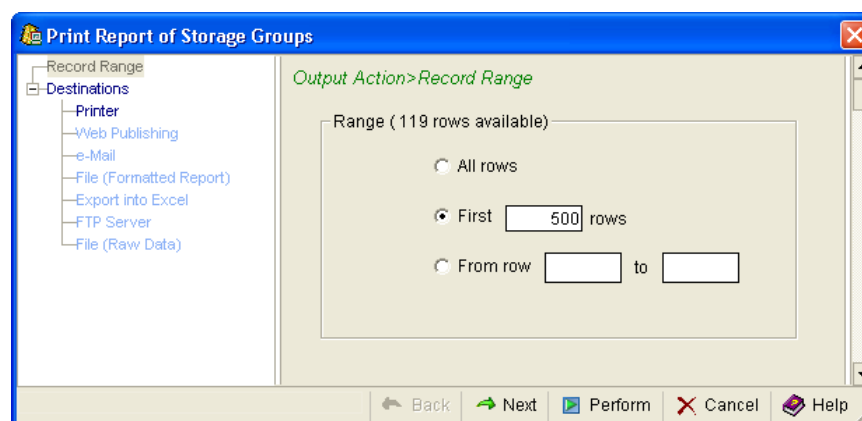 Print Report of Storage Groups
Record Range
Destinations
Printer
Web Publishing
e-Mail
File (Formatted Report)
Export into Excel
FTP Server
File (Raw Data)
Output Action>Record Range
Range ( 119 rows available)
All rows
First 500 rows
From row to
Back Next Perform Cancel Help